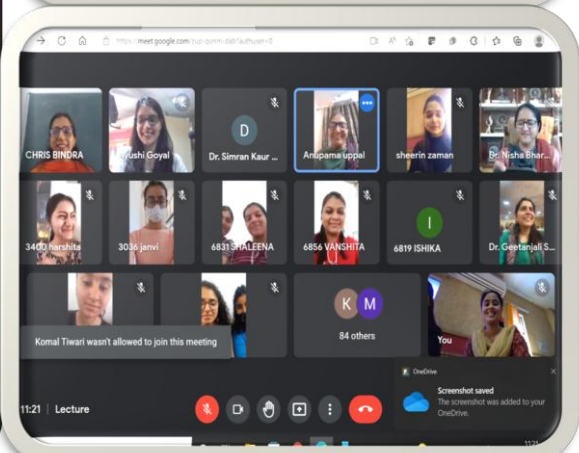 https://meet.google.com/
CHRIS BINDRA
Goyal
D
Dr. Simran Kaur ...
Anupama uppal
sheerin zaman
Dr. Nisha Bhar...
3400 harshita
3036 janvi
6831 SHALEENA
6856 VANSHITA
I
6819 ISHIKA
Dr. Geetanjali S...
Komal Tiwari wasn't allowed to join this meeting
K M
84 others
You
OneDrive
Screenshot saved
The screenshot was added to your
OneDrive.
11:21 | Lecture
11:21